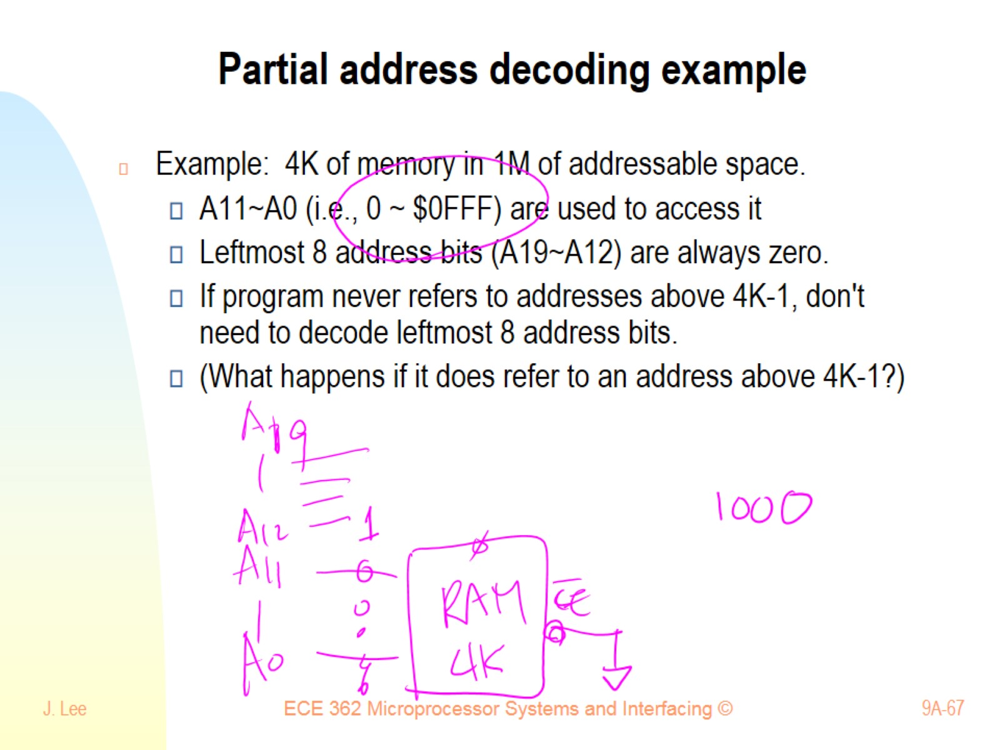 Partial address decoding example
Example: 4K of memory in 1M of addressable space.
A11~A0 (i.e., 0 ~ $0FFF) are used to access it
Leftmost 8 address bits (A19~A12) are always zero.
If program never refers to addresses above 4K-1, don't
need to decode leftmost 8 address bits.
(What happens if it does refer to an address above 4K-1?)
A19
A12 1
A11 0
0
A0
0
RAM
4K
CE
1000
J. Lee
ECE 362 Microprocessor Systems and Interfacing ©
9A-67